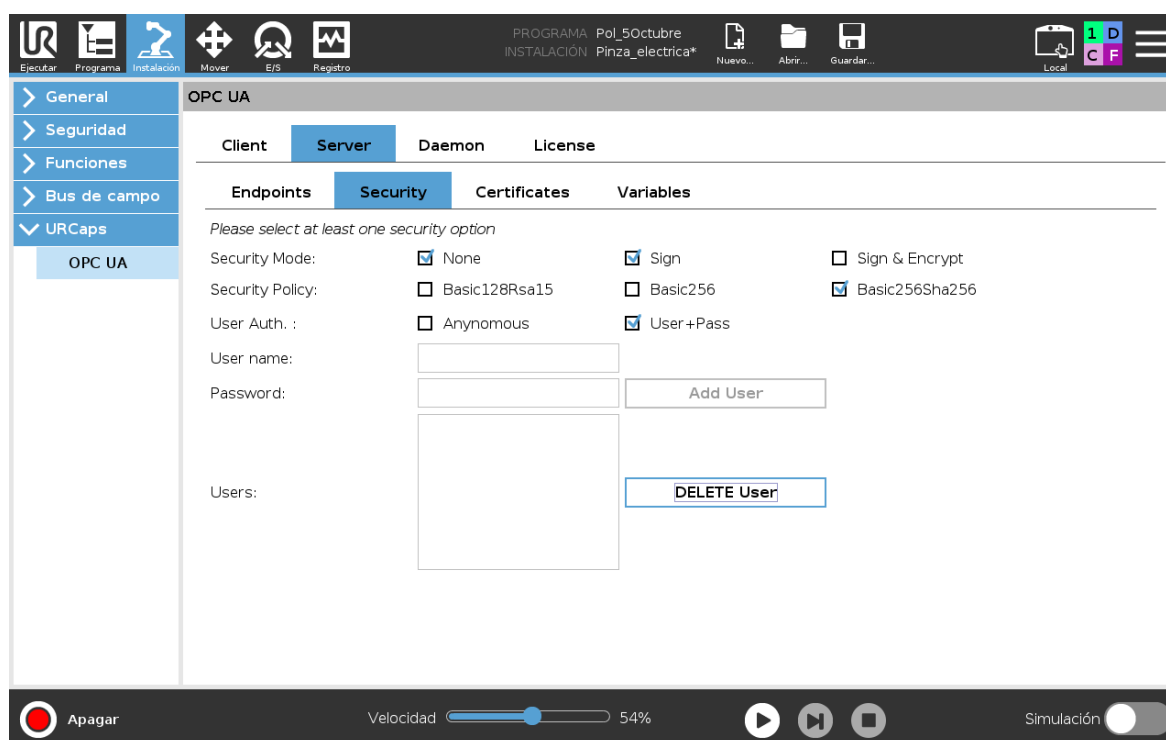 PROGRAMA Pol_5Octubre
INSTALACIÓN Pinza_electrica*
Ejecutar Programa Instalación Mover E/S Registro Nuevo... Abrir... Guardar... Local
1 D
C F
General
Seguridad
Funciones
Bus de campo
URCaps
OPC UA
OPC UA
Client Server Daemon License
Endpoints Security Certificates Variables
Please select at least one security option
Security Mode: None Sign Sign & Encrypt
Security Policy: Basic128Rsa15 Basic256 Basic256Sha256
User Auth. : Anynomous User+Pass
User name:
Password: Add User
Users: DELETE User
Apagar Velocidad 54% Simulación